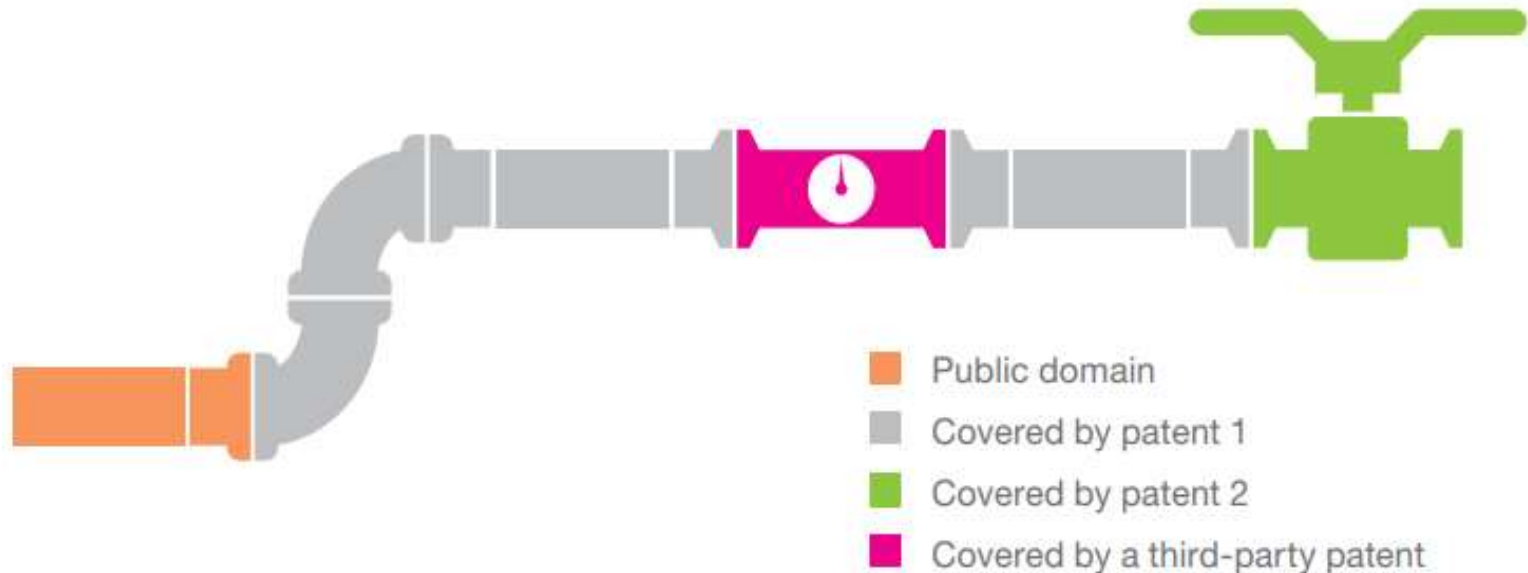 Public domain
Covered by patent 1
Covered by patent 2
Covered by a third-party patent